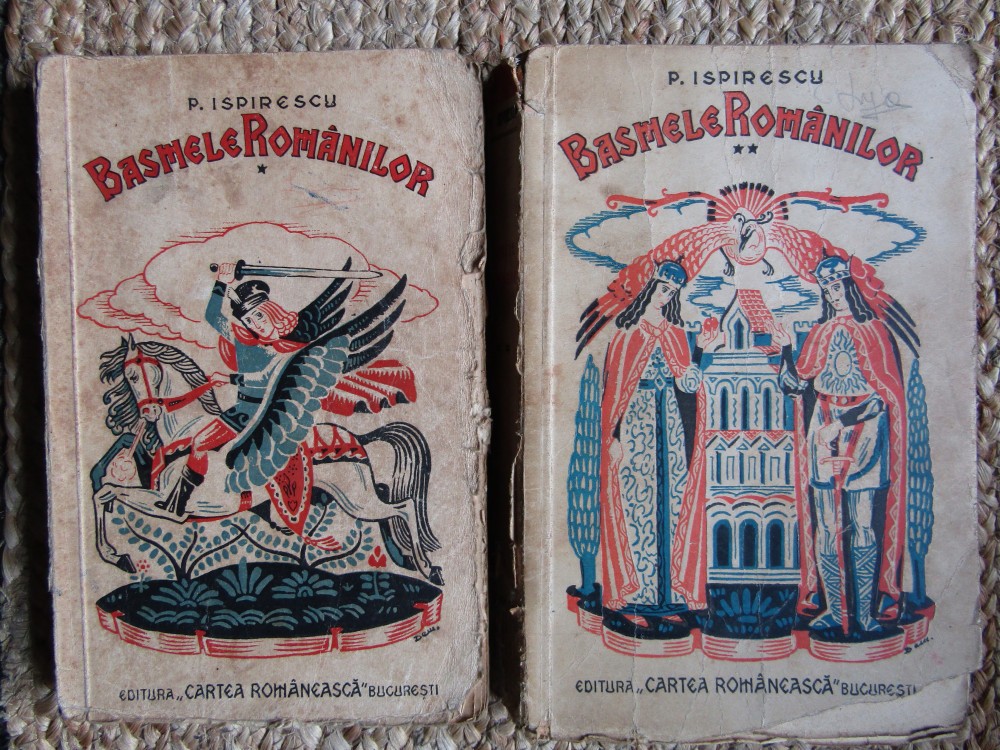 P. ISPIRESCU
BASMELE ROMÂNILOR
*
EDITURA „CARTEA ROMÂNEASCĂ" BUCUREȘTI
P. ISPIRESCU
BASMELE ROMÂNILOR
**
EDITURA „CARTEA ROMÂNEASCĂ" BUCUREȘTI